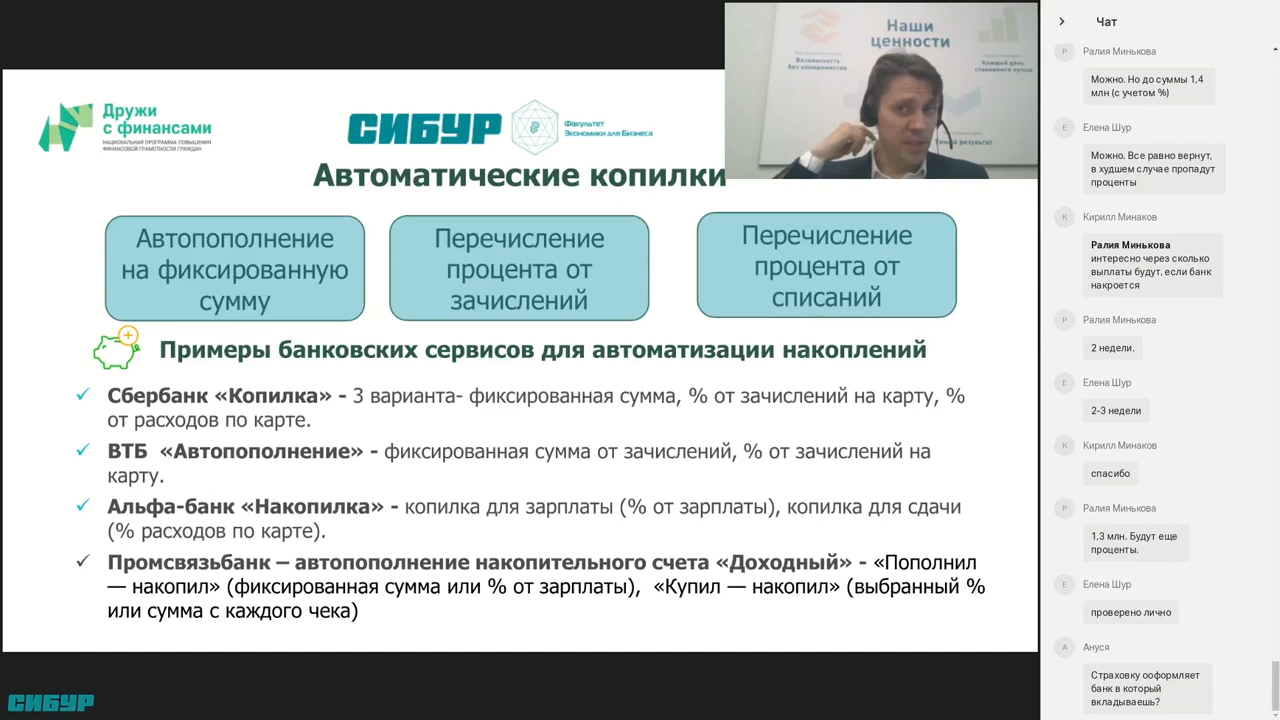 Дружи
с финансами
НАЦИОНАЛЬНАЯ ПРОГРАММА ПОВЫШЕНИЯ
ФИНАНСОВОЙ ГРАМОТНОСТИ ГРАЖДАН
СИБУР
Факультет
Экономики для Бизнеса
Наши
ценности
Безопасность
без компромиссов
Каждый день
становимся лучше
результат
Автоматические копилки
Автопополнение
на фиксированную
сумму
Перечисление
процента от
зачислений
Перечисление
процента от
списаний
Примеры банковских сервисов для автоматизации накоплений
Сбербанк «Копилка» - 3 варианта- фиксированная сумма, % от зачислений на карту, %
от расходов по карте.
ВТБ «Автопополнение» - фиксированная сумма от зачислений, % от зачислений на
карту.
Альфа-банк «Накопилка» - копилка для зарплаты (% от зарплаты), копилка для сдачи
(% расходов по карте).
Промсвязьбанк – автопополнение накопительного счета «Доходный» - «Пополнил
— накопил» (фиксированная сумма или % от зарплаты), «Купил — накопил» (выбранный %
или сумма с каждого чека)
СИБУР
Чат
Р
Ралия Минькова
Можно. Но до суммы 1,4
млн (с учетом %)
Е
Елена Шур
Можно. Все равно вернут,
в худшем случае пропадут
проценты
К
Кирилл Минаков
Ралия Минькова
интересно через сколько
выплаты будут, если банк
накроется
Р
Ралия Минькова
2 недели.
Е
Елена Шур
2-3 недели
К
Кирилл Минаков
спасибо
Р
Ралия Минькова
1.3 млн. Будут еще
проценты.
Е
Елена Шур
проверено лично
А
Ануся
Страховку ооформляет
банк в который
вкладываешь?